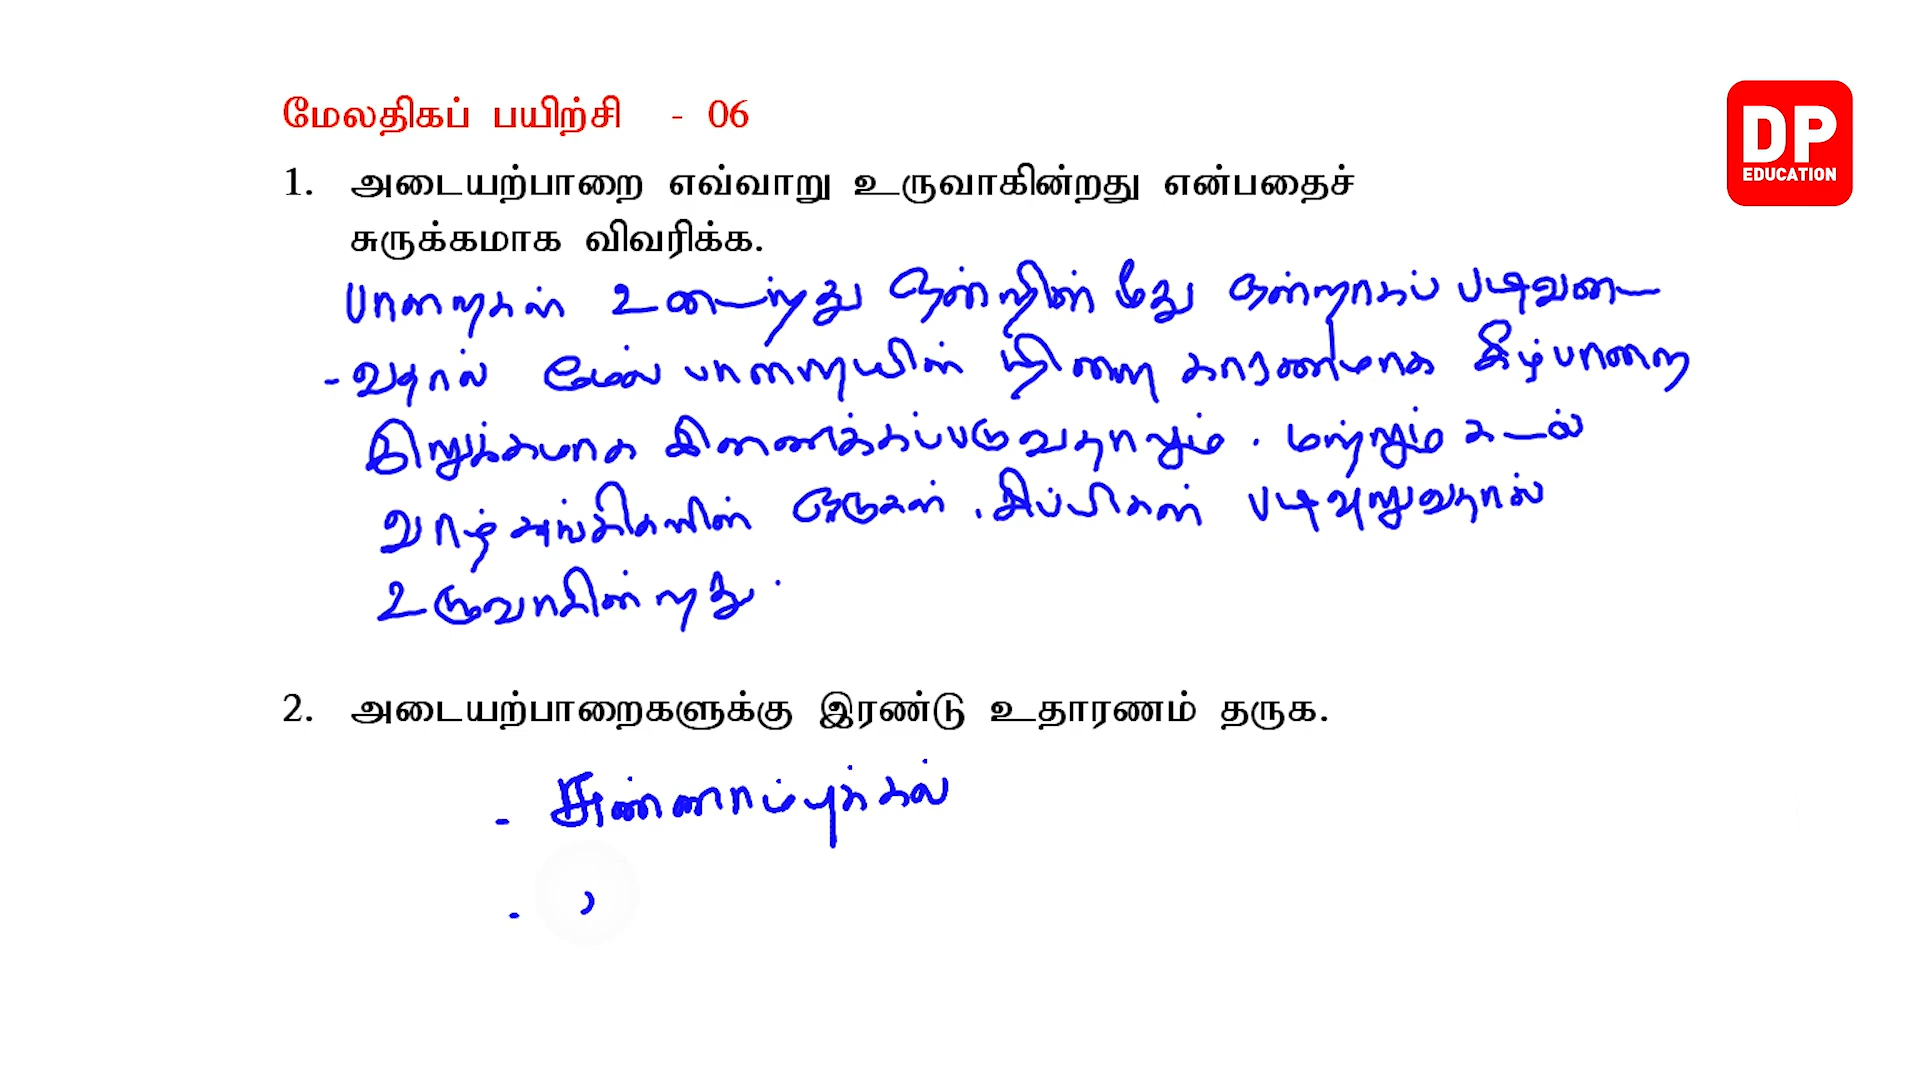 மேலதிகப் பயிற்சி - 06
DP
EDUCATION
1. அடையற்பாறை எவ்வாறு உருவாகின்றது என்பதைச்
சுருக்கமாக விவரிக்க.
பாறைகள் உடைந்து ஒன்றின் மீது ஒன்றாகப் படிவடை
- வதால் மேல் பாறையின் நிறை காரணமாக கீழ்பாறை
இறுக்கமாக இணைக்கப்படுவதாலும். மற்றும் கடல்
வாழ் அங்கிகளின் ஓடுகள், சிப்பிகள் படிவுறுவதால்
உருவாகின்றது.
2. அடையற்பாறைகளுக்கு இரண்டு உதாரணம் தருக.
- சுண்ணாம்புக்கல்
-